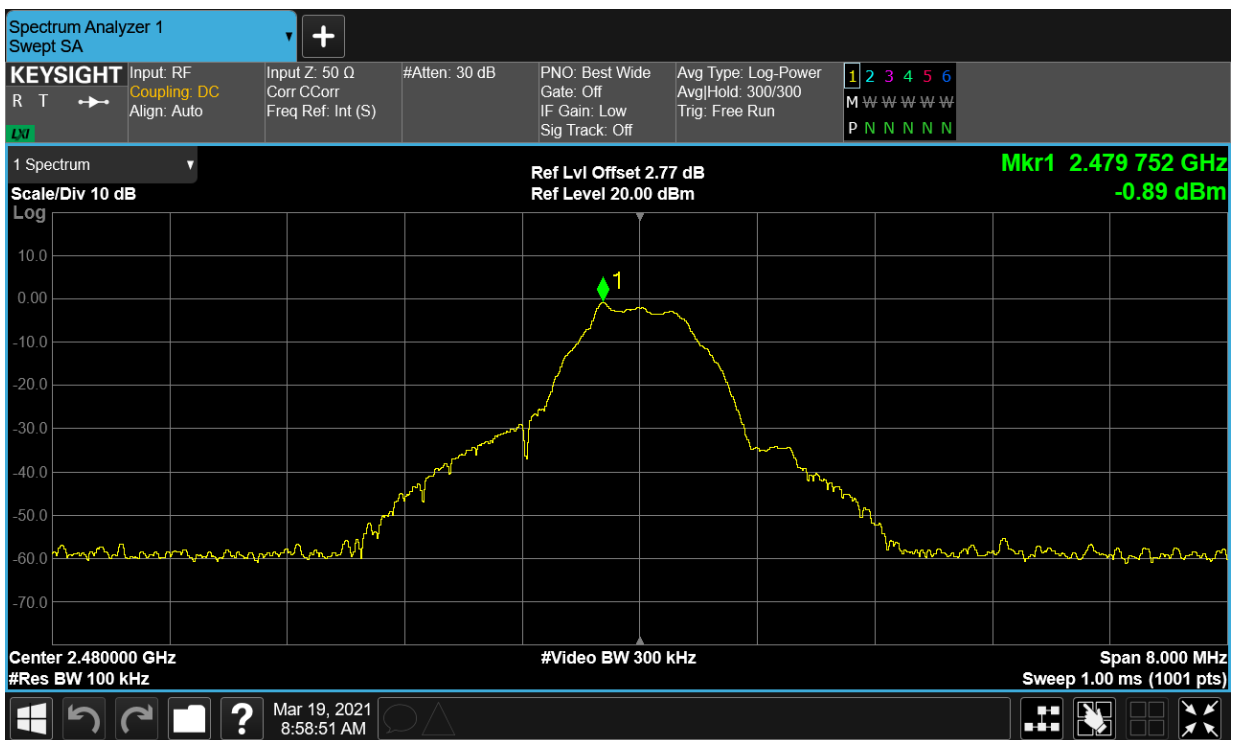 Spectrum Analyzer 1
Swept SA
KEYSIGHT
R T
LXI
Input: RF
Coupling: DC
Align: Auto
Input Z: 50 Ω
Corr CCorr
Freq Ref: Int (S)
#Atten: 30 dB
PNO: Best Wide
Gate: Off
IF Gain: Low
Sig Track: Off
Avg Type: Log-Power
Avg|Hold: 300/300
Trig: Free Run
1 2 3 4 5 6
M W W W W W
P N N N N N
1 Spectrum
Scale/Div 10 dB
Ref Lvl Offset 2.77 dB
Ref Level 20.00 dBm
Mkr1 2.479 752 GHz
-0.89 dBm
Log
10.0
0.00
-10.0
-20.0
-30.0
-40.0
-50.0
-60.0
-70.0
1
Center 2.480000 GHz
#Video BW 300 kHz
Span 8.000 MHz
#Res BW 100 kHz
Sweep 1.00 ms (1001 pts)
?
Mar 19, 2021
8:58:51 AM